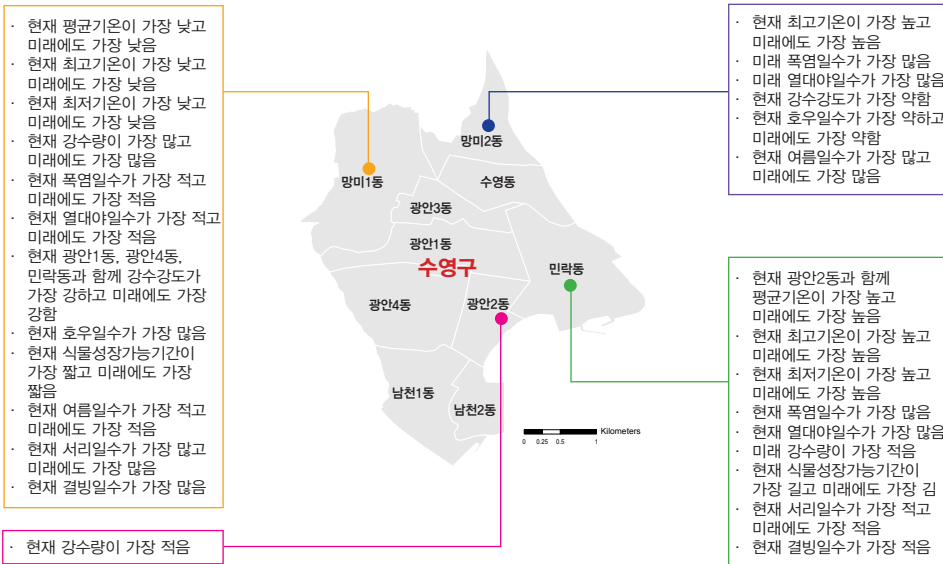 · 현재 평균기온이 가장 낮고
미래에도 가장 낮음
· 현재 최고기온이 가장 낮고
미래에도 가장 낮음
· 현재 최저기온이 가장 낮고
미래에도 가장 낮음
· 현재 강수량이 가장 많고
미래에도 가장 많음
· 현재 폭염일수가 가장 적고
미래에도 가장 적음
· 현재 열대야일수가 가장 적고
미래에도 가장 적음
· 현재 광안1동, 광안4동,
민락동과 함께 강수강도가
가장 강하고 미래에도 가장
강함
· 현재 호우일수가 가장 많음
· 현재 식물성장가능기간이
가장 짧고 미래에도 가장
짧음
· 현재 여름일수가 가장 적고
미래에도 가장 적음
· 현재 서리일수가 가장 많고
미래에도 가장 많음
· 현재 결빙일수가 가장 많음
· 현재 강수량이 가장 적음
망미2동
망미1동
수영동
광안3동
광안1동
수영구
민락동
광안4동
광안2동
남천1동
남천2동
Kilometers
0 0.25 0.5 1
· 현재 최고기온이 가장 높고
미래에도 가장 높음
· 미래 폭염일수가 가장 많음
· 미래 열대야일수가 가장 많음
· 현재 강수강도가 가장 약함
· 현재 호우일수가 가장 약하고
미래에도 가장 약함
· 현재 여름일수가 가장 많고
미래에도 가장 많음
· 현재 광안2동과 함께
평균기온이 가장 높고
미래에도 가장 높음
· 현재 최고기온이 가장 높고
미래에도 가장 높음
· 현재 최저기온이 가장 높고
미래에도 가장 높음
· 현재 폭염일수가 가장 많음
· 현재 열대야일수가 가장 많음
· 미래 강수량이 가장 적음
· 현재 식물성장가능기간이
가장 길고 미래에도 가장 김
· 현재 서리일수가 가장 적고
미래에도 가장 적음
· 현재 결빙일수가 가장 적음